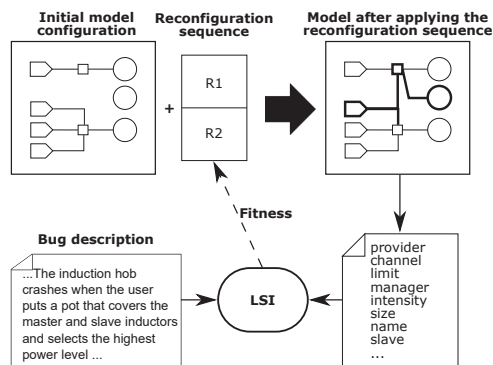 Initial model
configuration
Reconfiguration
sequence
Model after applying the
reconfiguration sequence
+
R1
R2
Fitness
Bug description
...The induction hob
crashes when the user
puts a pot that covers the
master and slave inductors
and selects the highest
power level ...
LSI
provider
channel
limit
manager
intensity
size
name
slave
...